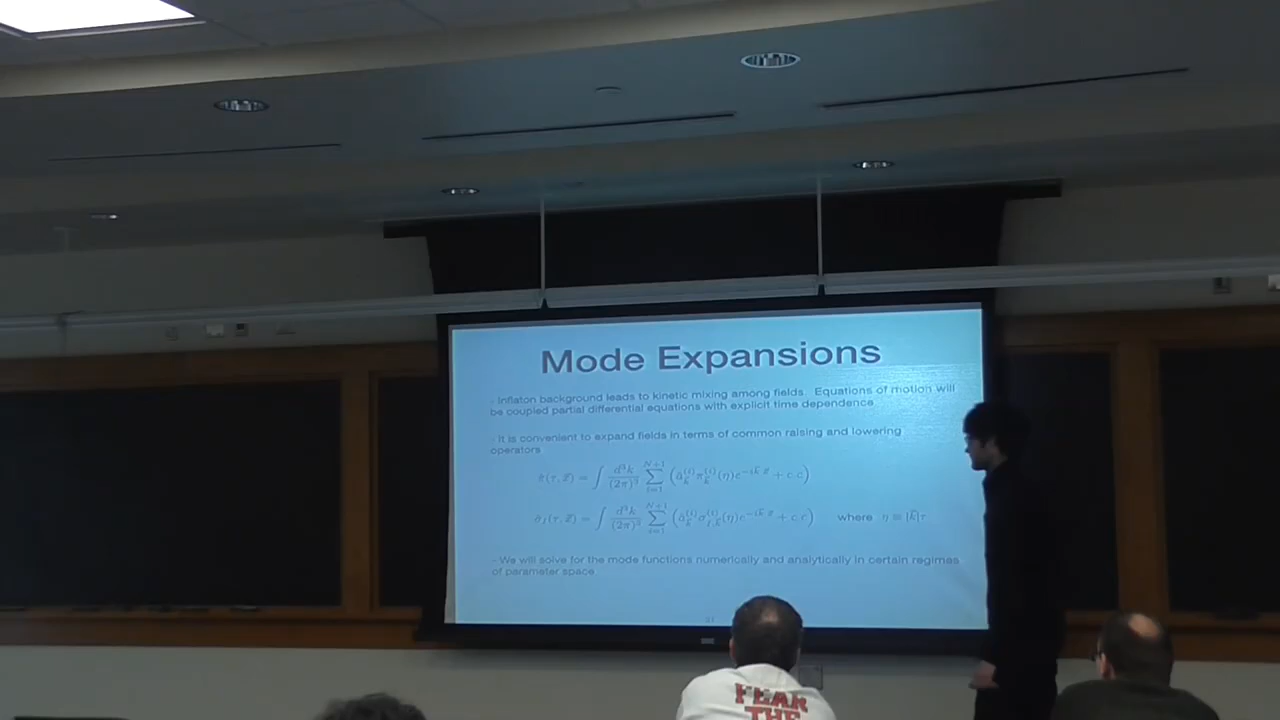 Mode Expansions
- Inflaton background leads to kinetic mixing among fields. Equations of motion will
be coupled partial differential equations with explicit time dependence
- It is convenient to expand fields in terms of common raising and lowering
operators
where η ≡ |k⃗|τ
- We will solve for the mode functions numerically and analytically in certain regimes
of parameter space
FEAR
THE